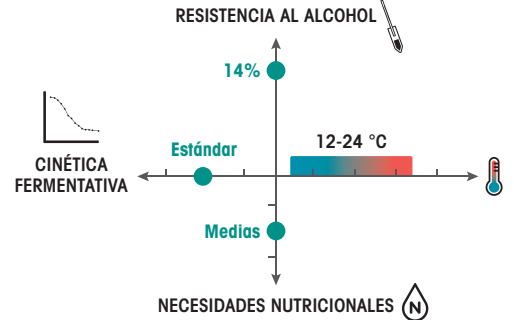 RESISTENCIA AL ALCOHOL
14%
Estándar
12-24 °C
CINÉTICA
FERMENTATIVA
Medias
NECESIDADES NUTRICIONALES
N